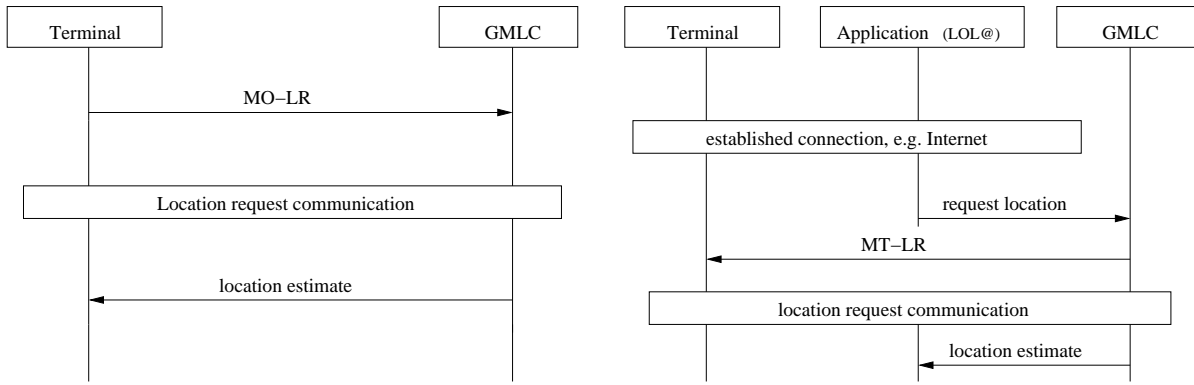 Terminal
GMLC
MO−LR
Location request communication
location estimate
Terminal
Application (LOL@)
GMLC
established connection, e.g. Internet
request location
MT−LR
location request communication
location estimate